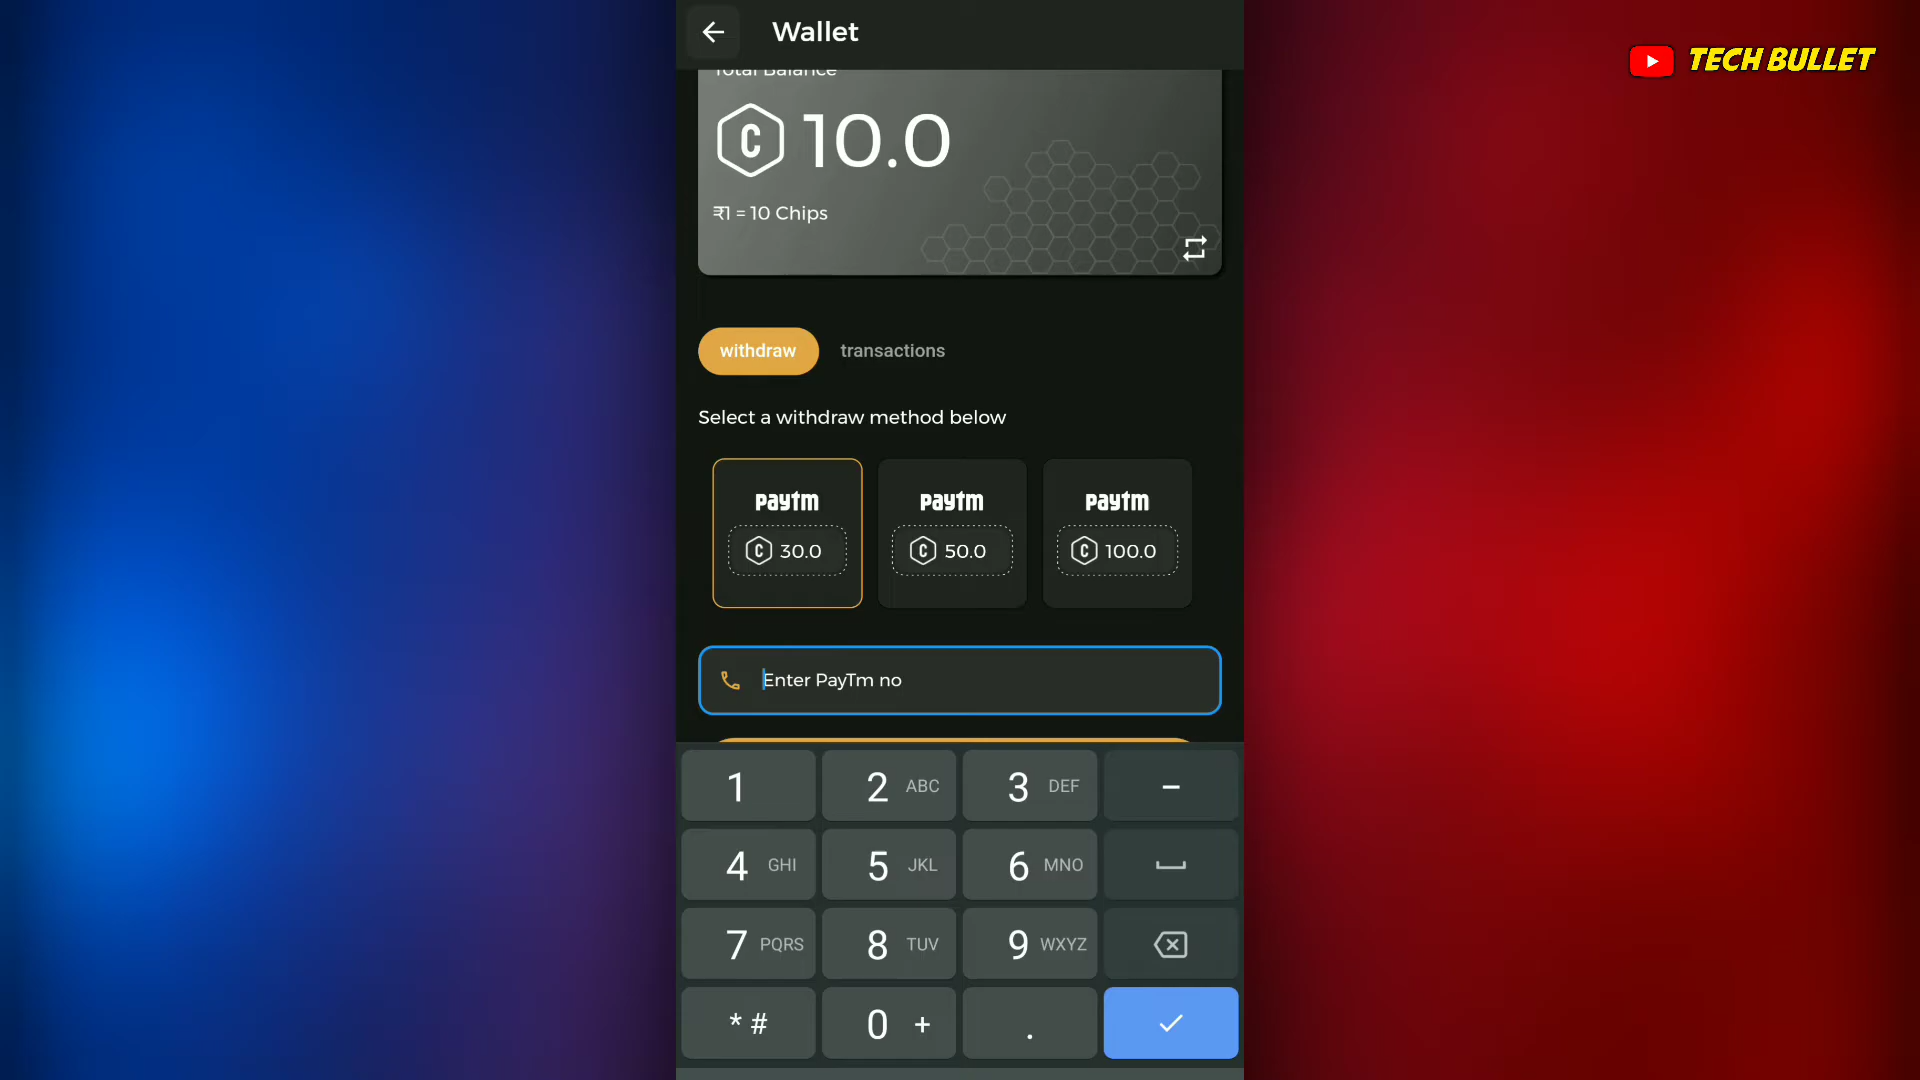 Wallet
TECH BULLET
Total Balance
C 10.0
₹1 = 10 Chips
withdraw
transactions
Select a withdraw method below
paytm
paytm
paytm
C 30.0
C 50.0
C 100.0
Enter PayTm no
1
2 ABC
3 DEF
-
4 GHI
5 JKL
6 MNO
7 PQRS
8 TUV
9 WXYZ
* #
0 +
.